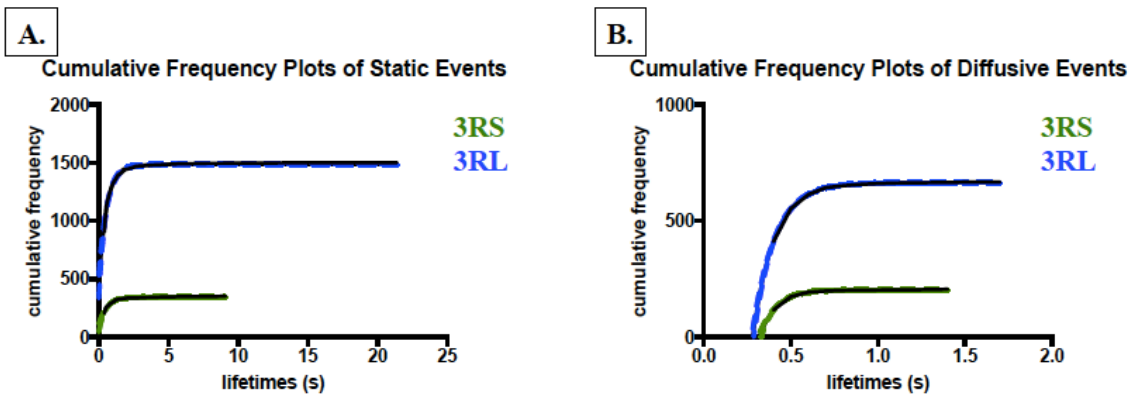 A.
Cumulative Frequency Plots of Static Events
2000
1500
1000
500
0
cumulative frequency
0 5 10 15 20 25
lifetimes (s)
3RS
3RL
B.
Cumulative Frequency Plots of Diffusive Events
1000
500
0
cumulative frequency
0.0 0.5 1.0 1.5 2.0
lifetimes (s)
3RS
3RL